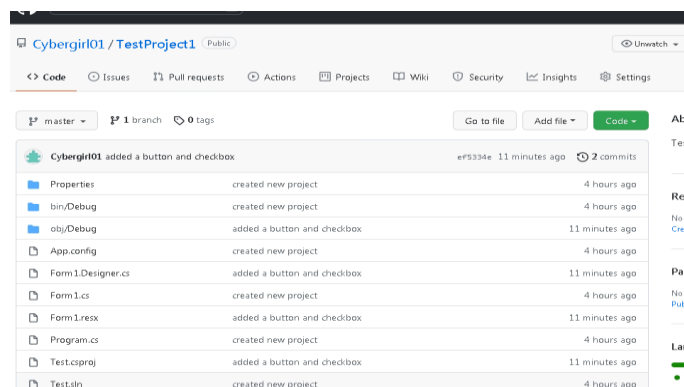 Cybergirl01 / TestProject1 Public
Unwatch
<> Code Issues Pull requests Actions Projects Wiki Security Insights Settings
master 1 branch 0 tags Go to file Add file Code
Cybergirl01 added a button and checkbox ef5334e 11 minutes ago 2 commits
Properties created new project 4 hours ago
bin/Debug created new project 4 hours ago
obj/Debug added a button and checkbox 11 minutes ago
App.config created new project 4 hours ago
Form1.Designer.cs added a button and checkbox 11 minutes ago
Form1.cs created new project 4 hours ago
Form1.resx added a button and checkbox 11 minutes ago
Program.cs created new project 4 hours ago
Test.csproj added a button and checkbox 11 minutes ago
Test.sln created new project 4 hours ago
Ab
Tes
Re
No
Cre
Pa
No
Pub
La